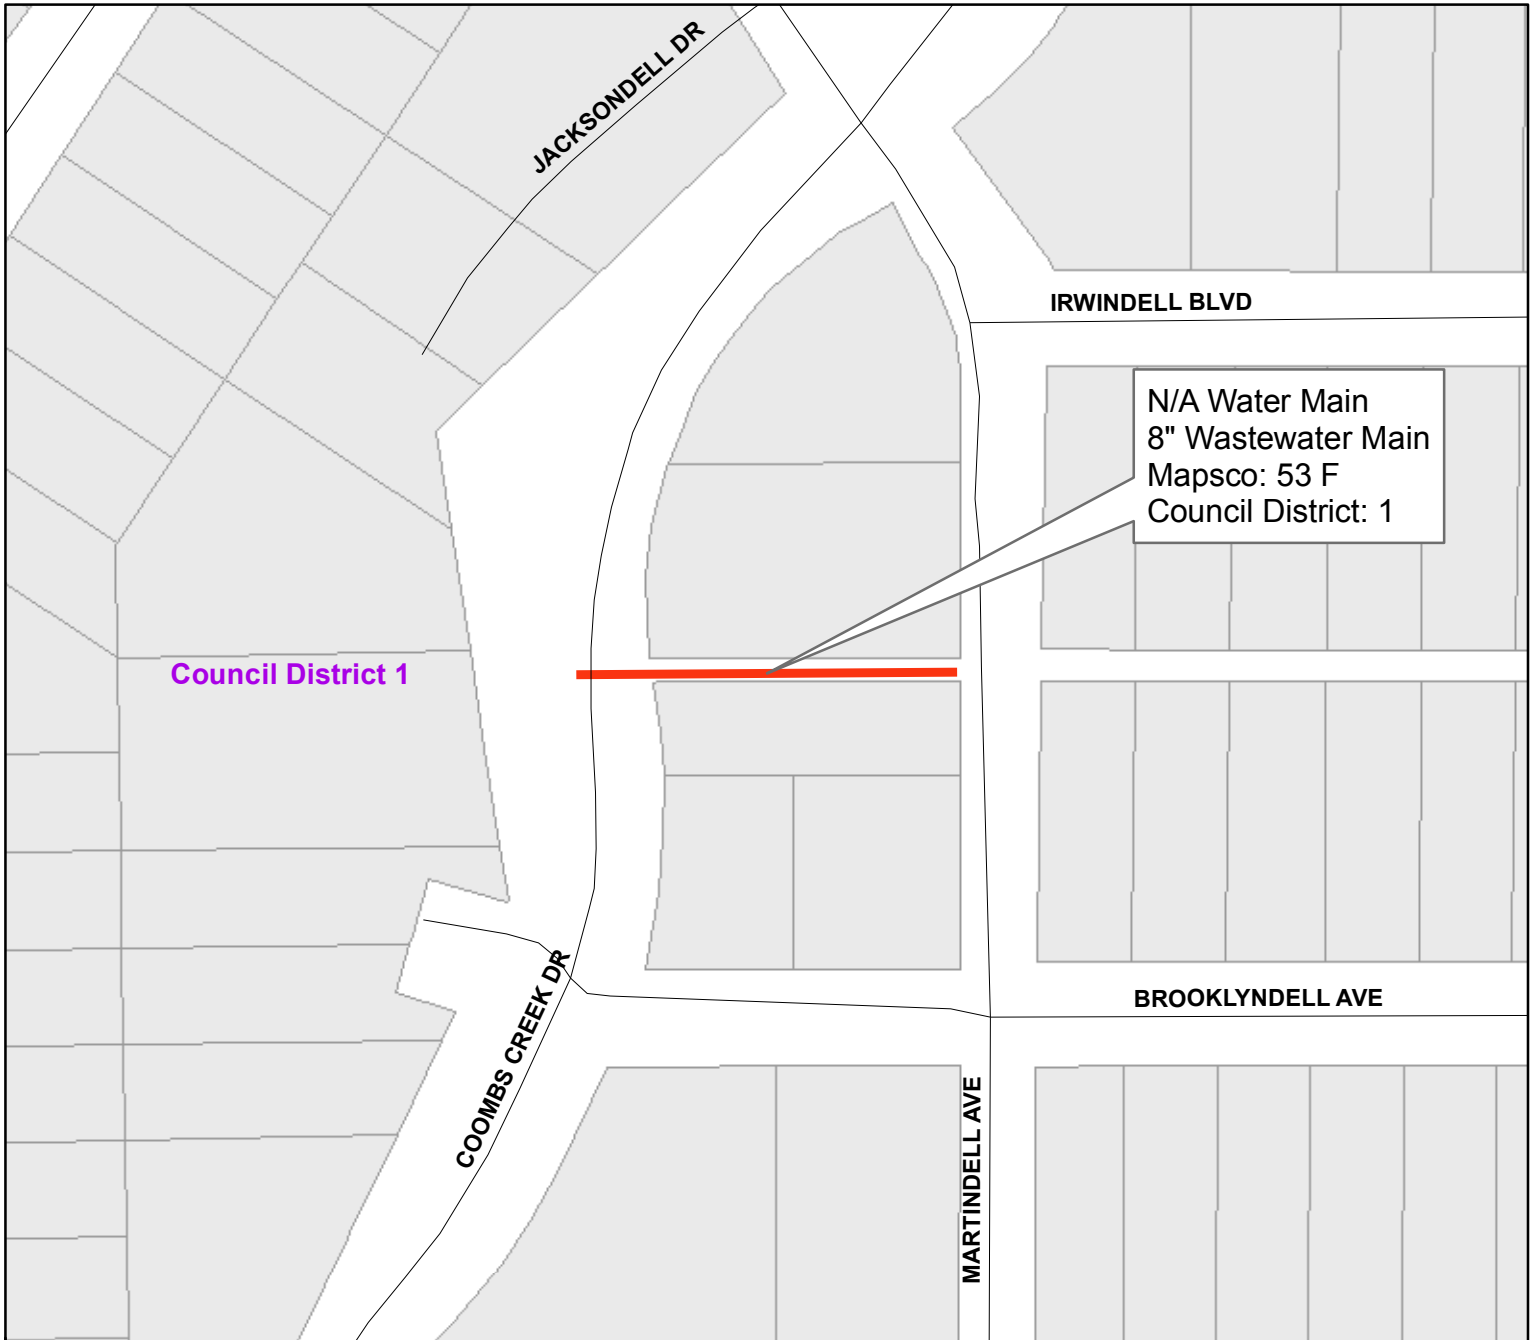 JACKSONDELL DR
IRWINDELL BLVD
N/A Water Main
8" Wastewater Main
Mapsco: 53 F
Council District: 1
Council District 1
COOMBS CREEK DR
BROOKLYNDELL AVE
MARTINDELL AVE